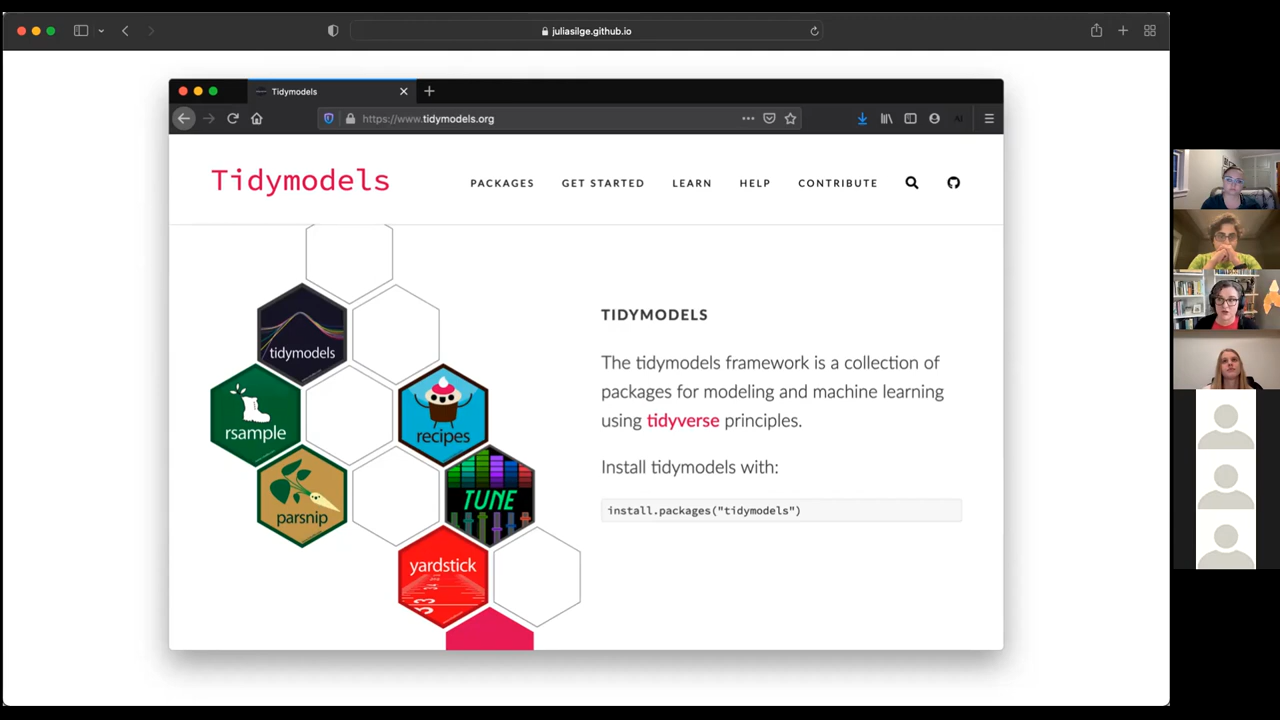 juliasilge.github.io
Tidymodels
https://www.tidymodels.org
Tidymodels
PACKAGES
GET STARTED
LEARN
HELP
CONTRIBUTE
tidymodels
rsample
recipes
parsnip
TUNE
yardstick
TIDYMODELS
The tidymodels framework is a collection of
packages for modeling and machine learning
using tidyverse principles.
Install tidymodels with:
install.packages("tidymodels")